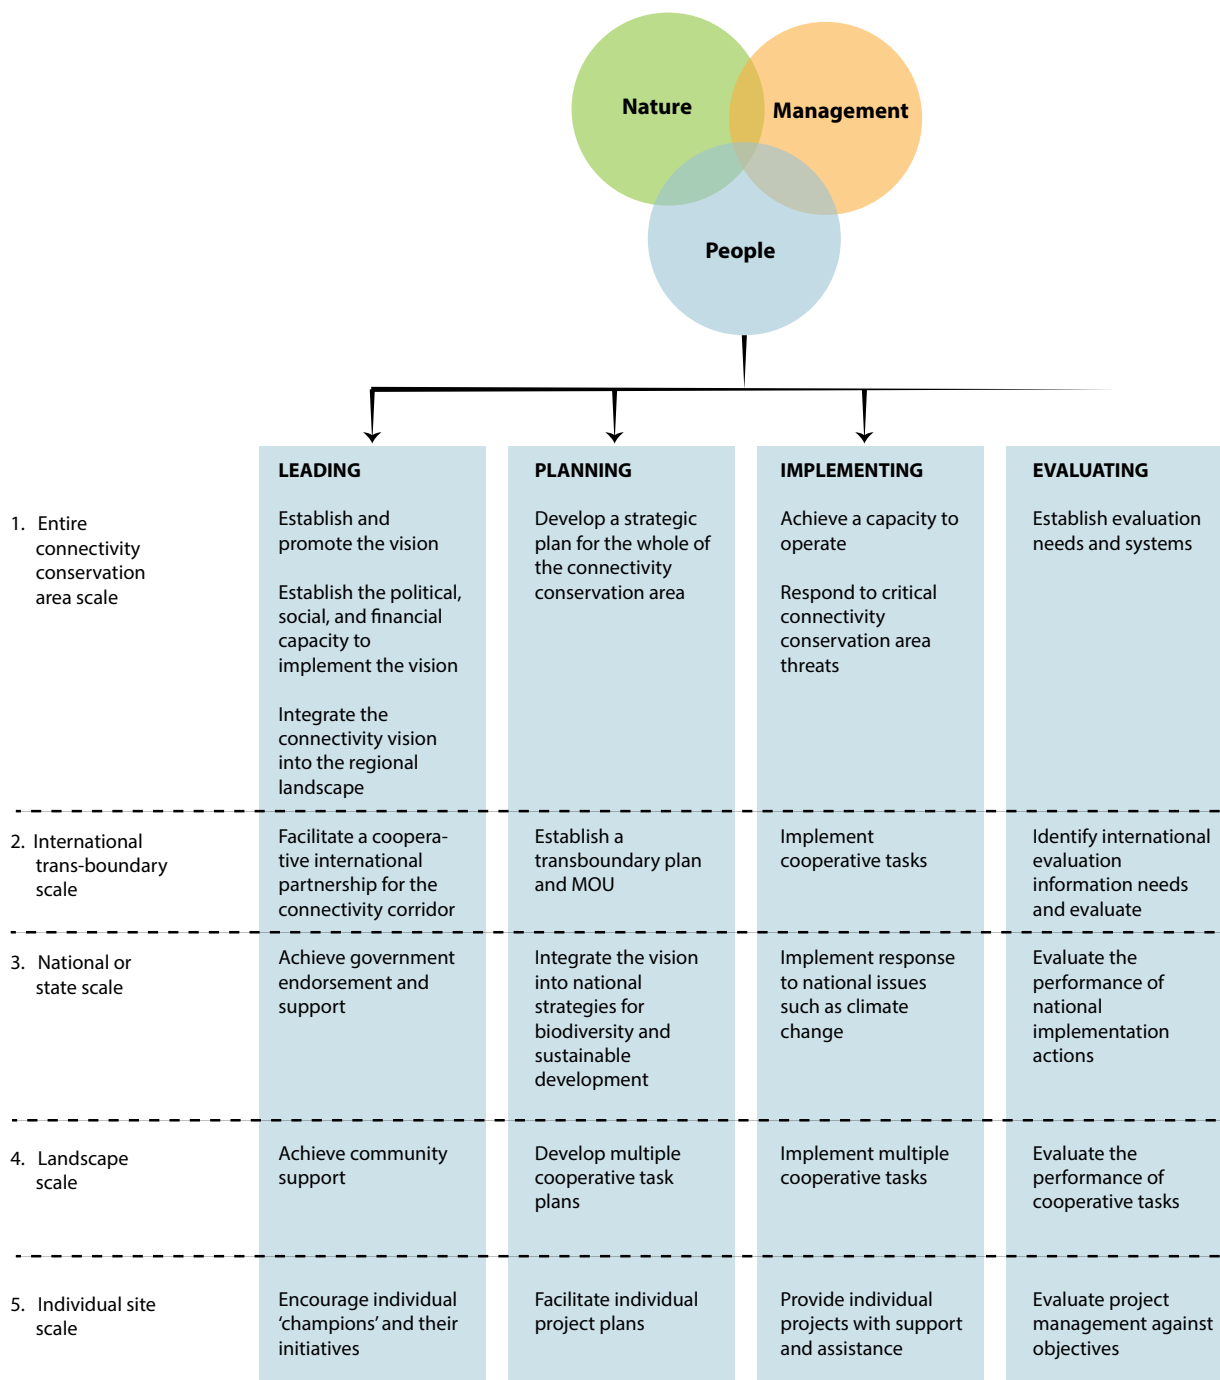 Nature
Management
People
LEADING
PLANNING
IMPLEMENTING
EVALUATING
1. Entire
connectivity
conservation
area scale
Establish and
promote the vision
Establish the political,
social, and financial
capacity to
implement the vision
Integrate the
connectivity vision
into the regional
landscape
Develop a strategic
plan for the whole of
the connectivity
conservation area
Achieve a capacity to
operate
Respond to critical
connectivity
conservation area
threats
Establish evaluation
needs and systems
2. International
trans-boundary
scale
Facilitate a coopera-
tive international
partnership for the
connectivity corridor
Establish a
transboundary plan
and MOU
Implement
cooperative tasks
Identify international
evaluation
information needs
and evaluate
3. National or
state scale
Achieve government
endorsement and
support
Integrate the vision
into national
strategies for
biodiversity and
sustainable
development
Implement response
to national issues
such as climate
change
Evaluate the
performance of
national
implementation
actions
4. Landscape
scale
Achieve community
support
Develop multiple
cooperative task
plans
Implement multiple
cooperative tasks
Evaluate the
performance of
cooperative tasks
5. Individual site
scale
Encourage individual
‘champions’ and their
initiatives
Facilitate individual
project plans
Provide individual
projects with support
and assistance
Evaluate project
management against
objectives